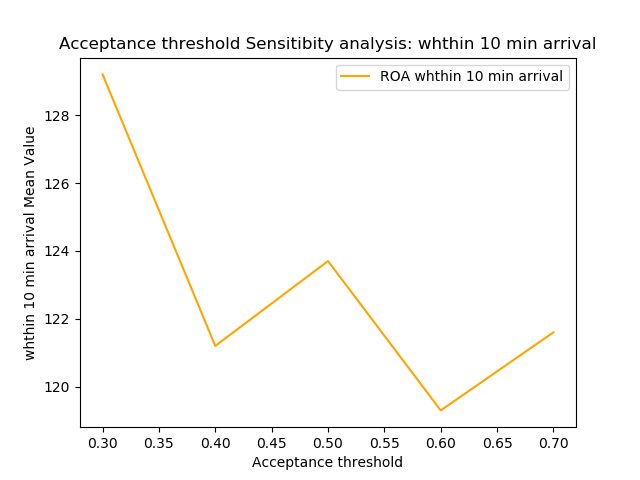 Acceptance threshold Sensitibity analysis: whthin 10 min arrival
ROA whthin 10 min arrival
whthin 10 min arrival Mean Value
128
126
124
122
120
0.30 0.35 0.40 0.45 0.50 0.55 0.60 0.65 0.70
Acceptance threshold